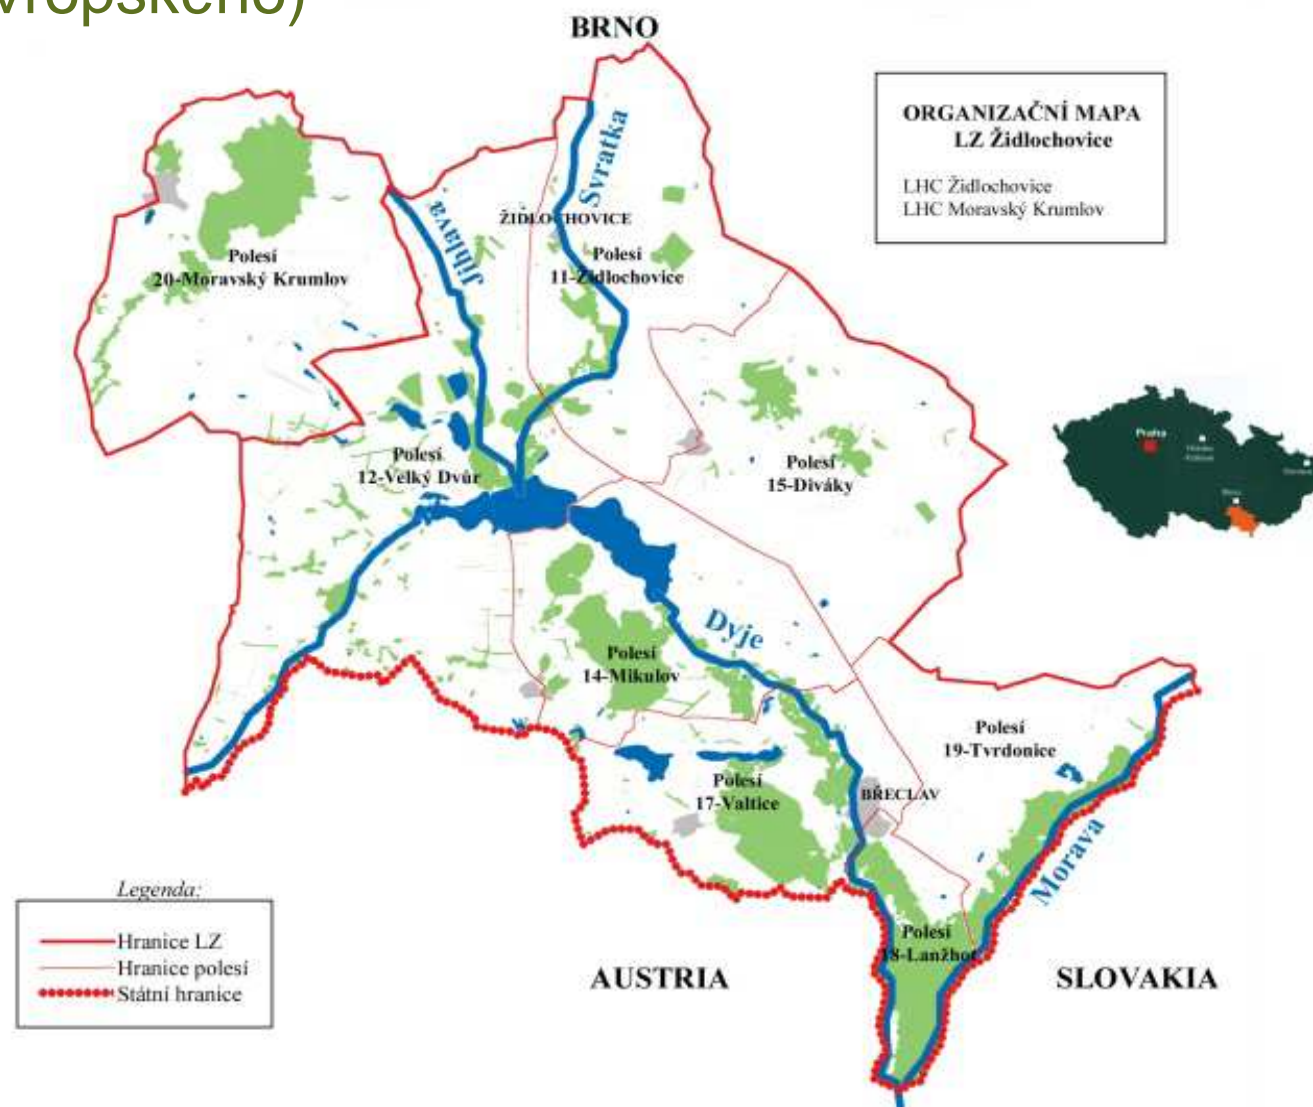 vropského)
BRNO
ORGANIZAČNÍ MAPA
LZ Židlochovice
LHC Židlochovice
LHC Moravský Krumlov
Svratka
Jihlava
ŽIDLOCHOVICE
Polesí
11-Židlochovice
Polesí
20-Moravský Krumlov
Polesí
12-Velký Dvůr
Polesí
15-Diváky
Praha
Brno
Dyje
Polesí
14-Mikulov
Polesí
19-Tvrdonice
Polesí
17-Valtice
BŘECLAV
Morava
Polesí
18-Lanžhot
Legenda:
Hranice LZ
Hranice polesí
Státní hranice
AUSTRIA
SLOVAKIA